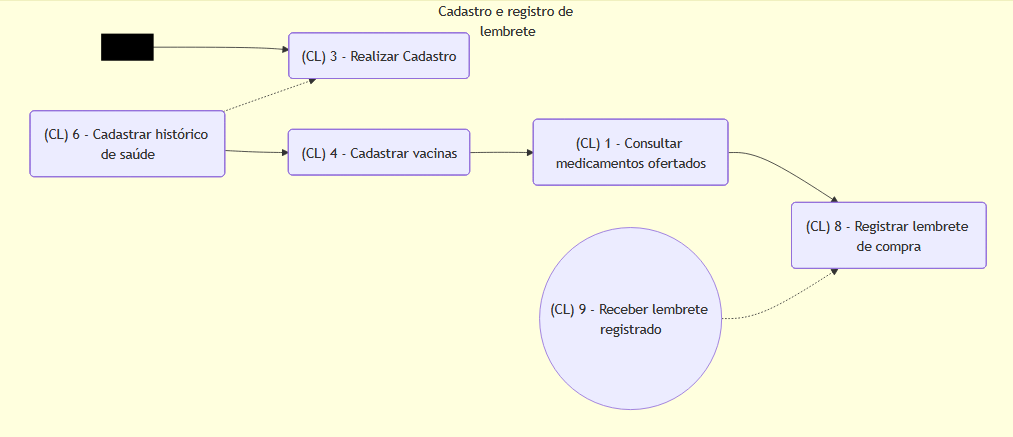 Cadastro e registro de
lembrete
(CL) 3 - Realizar Cadastro
(CL) 6 - Cadastrar histórico
de saúde
(CL) 4 - Cadastrar vacinas
(CL) 1 - Consultar
medicamentos ofertados
(CL) 8 - Registrar lembrete
de compra
(CL) 9 - Receber lembrete
registrado